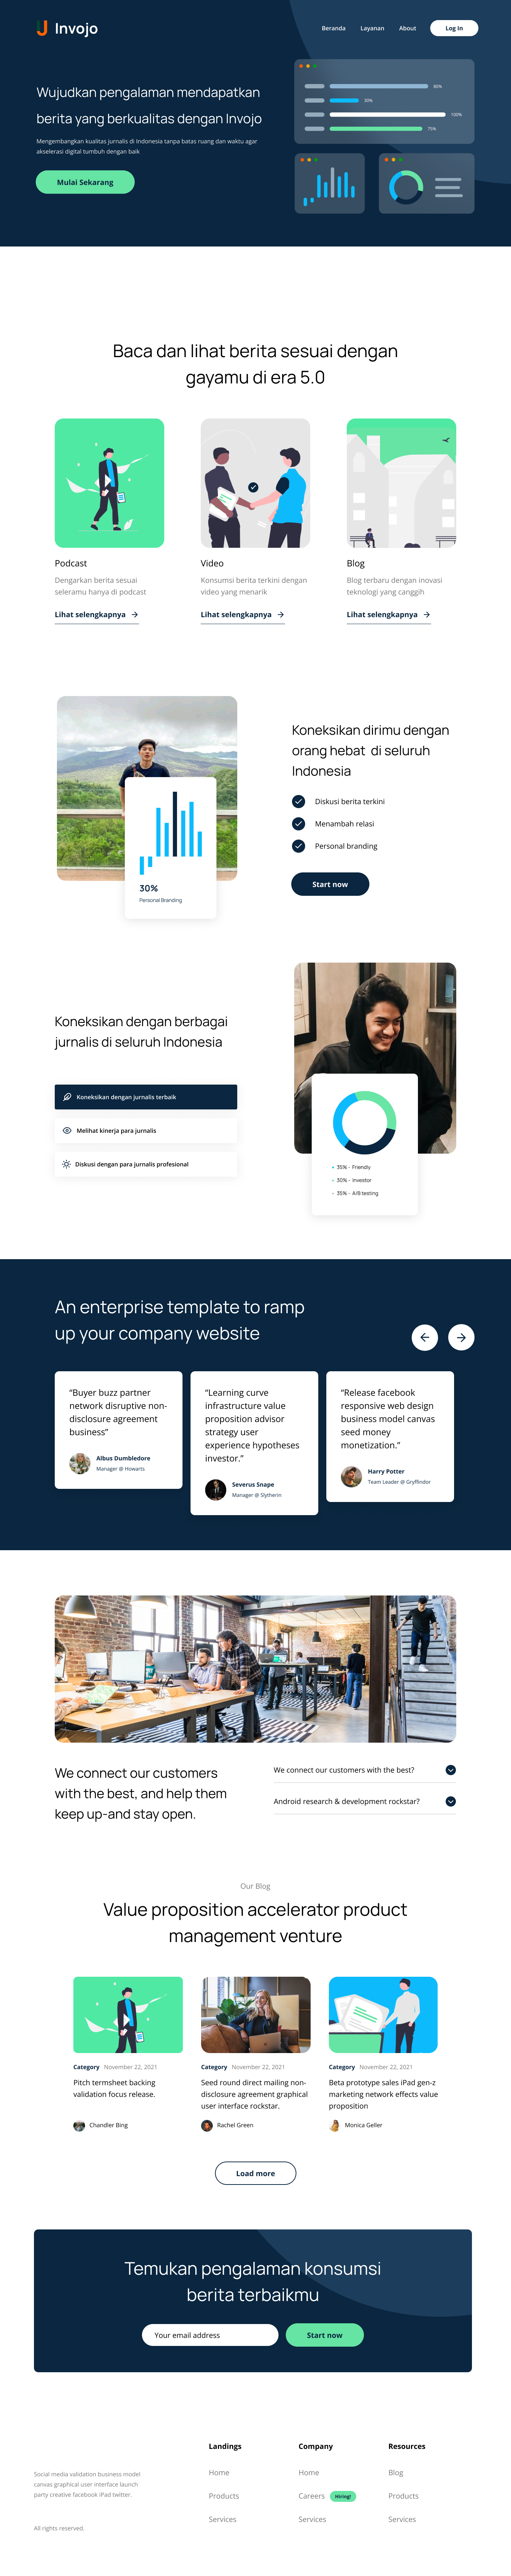 Invojo
Beranda
Layanan
About
Log In
Wujudkan pengalaman mendapatkan
berita yang berkualitas dengan Invojo
Mengembangkan kualitas jurnalis di Indonesia tanpa batas ruang dan waktu agar
akselerasi digital tumbuh dengan baik
Mulai Sekarang
80%
30%
100%
75%
Baca dan lihat berita sesuai dengan
gayamu di era 5.0
Podcast
Dengarkan berita sesuai
seleramu hanya di podcast
Lihat selengkapnya
Video
Konsumsi berita terkini dengan
video yang menarik
Lihat selengkapnya
Blog
Blog terbaru dengan inovasi
teknologi yang canggih
Lihat selengkapnya
30%
Personal Branding
Koneksikan dirimu dengan
orang hebat di seluruh
Indonesia
Diskusi berita terkini
Menambah relasi
Personal branding
Start now
Koneksikan dengan berbagai
jurnalis di seluruh Indonesia
Koneksikan dengan jurnalis terbaik
Melihat kinerja para jurnalis
Diskusi dengan para jurnalis profesional
35% - Friendly
30% - Investor
35% - A/B testing
An enterprise template to ramp
up your company website
“Buyer buzz partner
network disruptive non-
disclosure agreement
business”
Albus Dumbledore
Manager @ Howarts
“Learning curve
infrastructure value
proposition advisor
strategy user
experience hypotheses
investor.”
Severus Snape
Manager @ Slytherin
“Release facebook
responsive web design
business model canvas
seed money
monetization.”
Harry Potter
Team Leader @ Gryffindor
We connect our customers
with the best, and help them
keep up-and stay open.
We connect our customers with the best?
Android research & development rockstar?
Our Blog
Value proposition accelerator product
management venture
Category November 22, 2021
Pitch termsheet backing
validation focus release.
Chandler Bing
Category November 22, 2021
Seed round direct mailing non-
disclosure agreement graphical
user interface rockstar.
Rachel Green
Category November 22, 2021
Beta prototype sales iPad gen-z
marketing network effects value
proposition
Monica Geller
Load more
Temukan pengalaman konsumsi
berita terbaikmu
Your email address
Start now
Social media validation business model
canvas graphical user interface launch
party creative facebook iPad twitter.
All rights reserved.
Landings
Home
Products
Services
Company
Home
Careers
Hiring!
Services
Resources
Blog
Products
Services